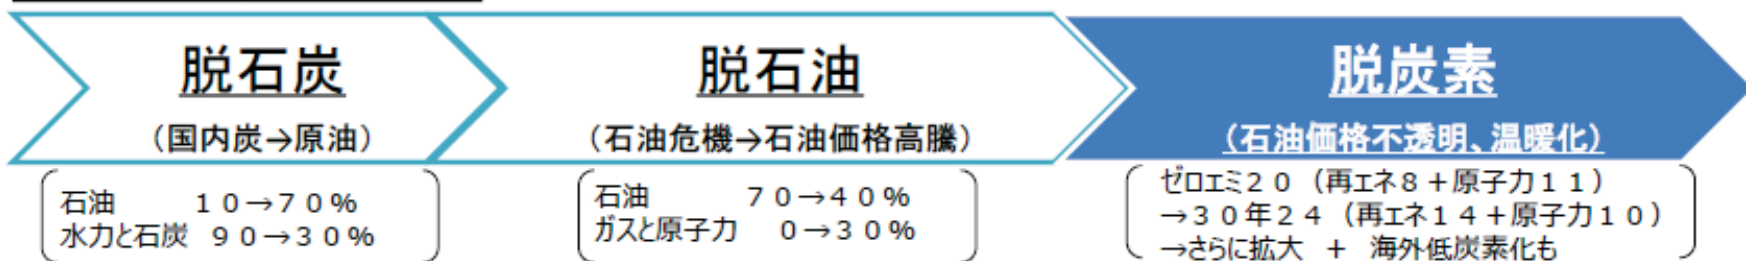 脱石炭
（国内炭→原油）
石油　１０→７０％
水力と石炭　９０→３０％
脱石油
（石油危機→石油価格高騰）
石油　７０→４０％
ガスと原子力　０→３０％
脱炭素
（石油価格不透明、温暖化）
ゼロエミ２０（再エネ８＋原子力１１）
→３０年２４（再エネ１４＋原子力１０）
→さらに拡大　＋　海外低炭素化も